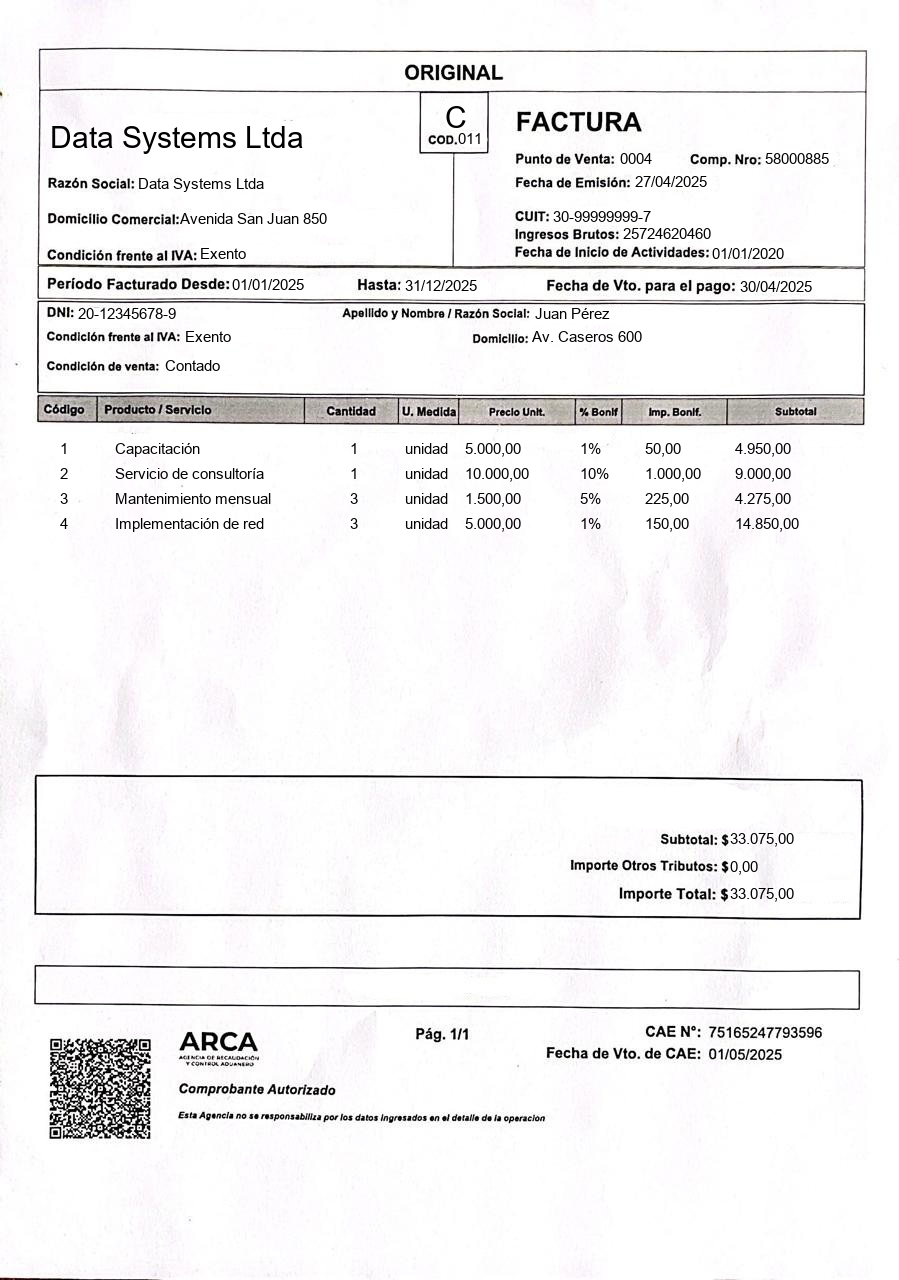 ORIGINAL
C
COD.011
Data Systems Ltda
FACTURA
Punto de Venta: 0004 Comp. Nro: 58000885
Razón Social: Data Systems Ltda
Fecha de Emisión: 27/04/2025
Domicilio Comercial:Avenida San Juan 850
CUIT: 30-99999999-7
Ingresos Brutos: 25724620460
Condición frente al IVA: Exento
Fecha de Inicio de Actividades: 01/01/2020
Período Facturado Desde: 01/01/2025 Hasta: 31/12/2025 Fecha de Vto. para el pago: 30/04/2025
DNI: 20-12345678-9 Apellido y Nombre / Razón Social: Juan Pérez
Condición frente al IVA: Exento Domicilio: Av. Caseros 600
Condición de venta: Contado
Código Producto / Servicio Cantidad U. Medida Precio Unit. % Bonif Imp. Bonif. Subtotal
1 Capacitación 1 unidad 5.000,00 1% 50,00 4.950,00
2 Servicio de consultoría 1 unidad 10.000,00 10% 1.000,00 9.000,00
3 Mantenimiento mensual 3 unidad 1.500,00 5% 225,00 4.275,00
4 Implementación de red 3 unidad 5.000,00 1% 150,00 14.850,00
Subtotal: $33.075,00
Importe Otros Tributos: $0,00
Importe Total: $33.075,00
ARCA
AGENCIA DE RECAUDACIÓN
Y CONTROL ADUANERO
Pág. 1/1
CAE N°: 75165247793596
Fecha de Vto. de CAE: 01/05/2025
Comprobante Autorizado
Esta Agencia no se responsabiliza por los datos ingresados en el detalle de la operación